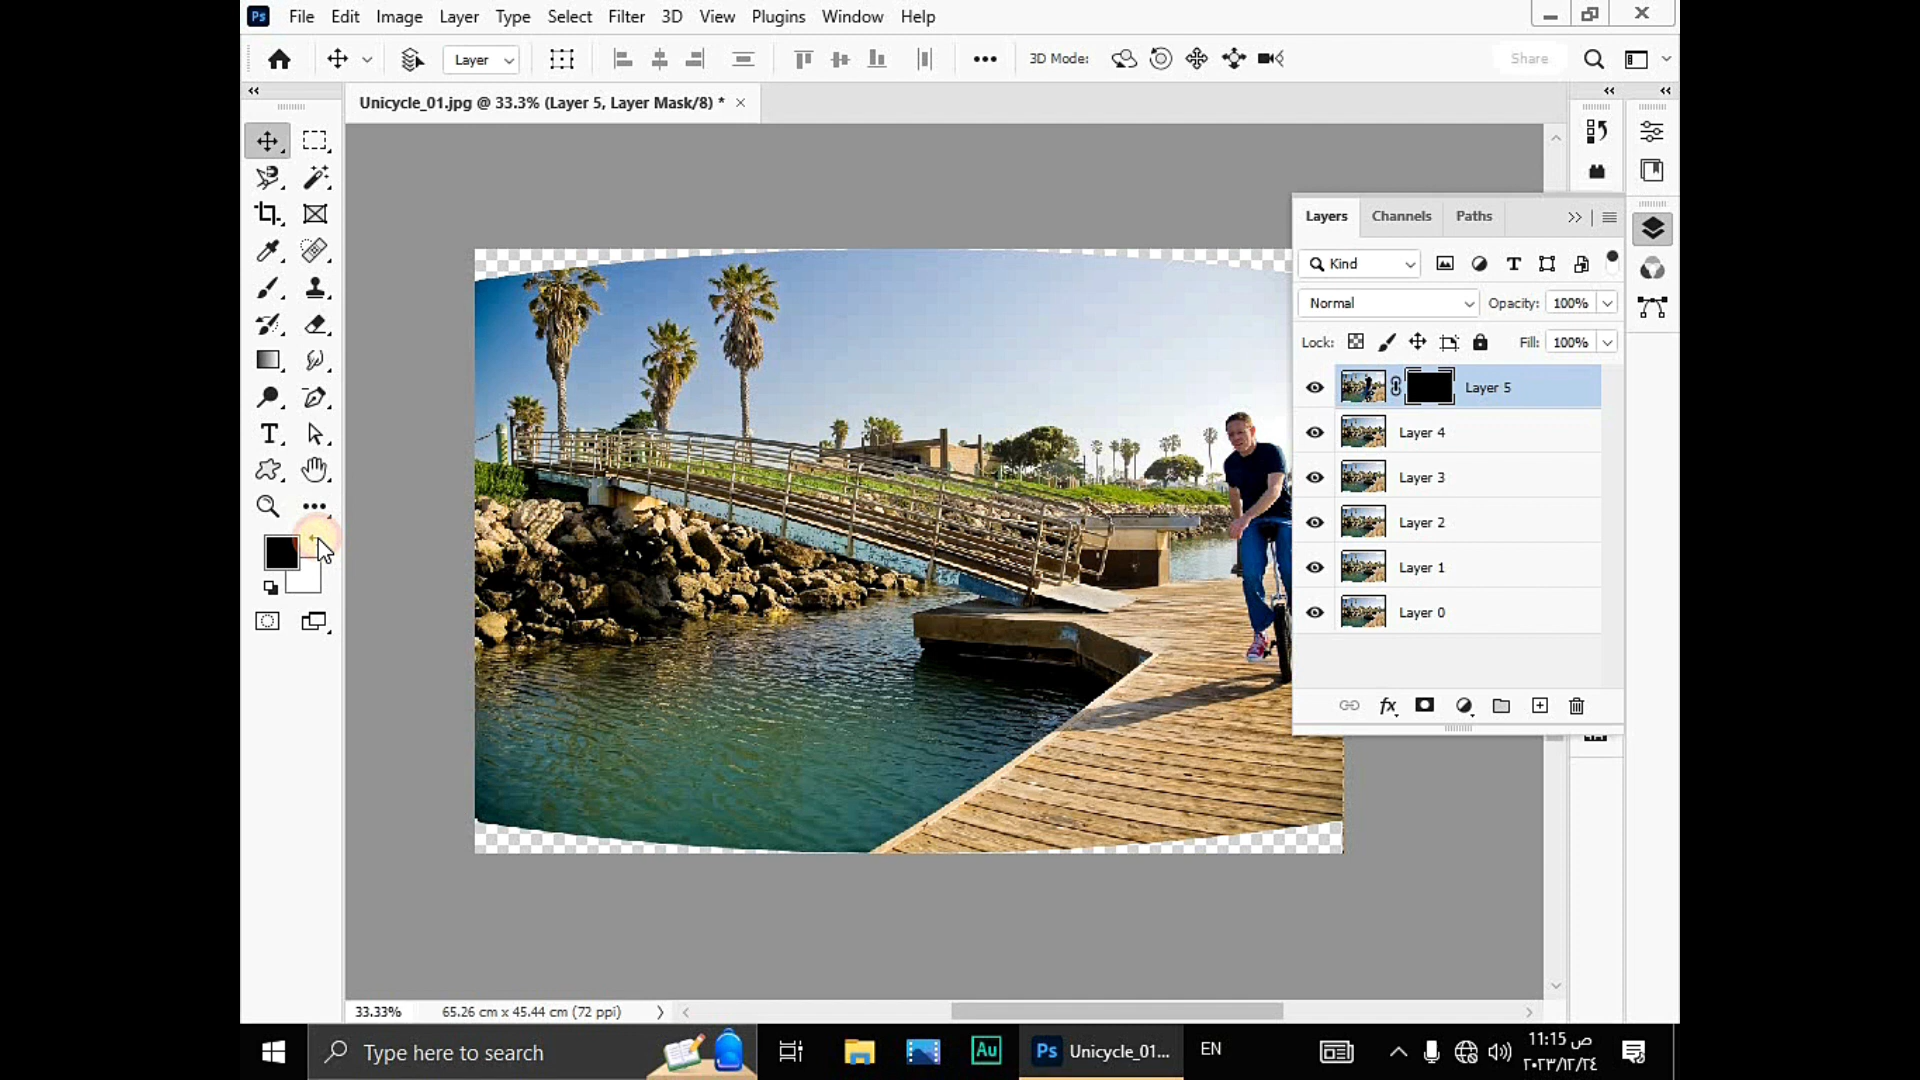 Ps File Edit Image Layer Type Select Filter 3D View Plugins Window Help
Layer 3D Mode: Share
Unicycle_01.jpg @ 33.3% (Layer 5, Layer Mask/8) * ×
Layers Channels Paths
Kind
Normal Opacity: 100%
Lock: Fill: 100%
Layer 5
Layer 4
Layer 3
Layer 2
Layer 1
Layer 0
33.33% 65.26 cm x 45.44 cm (72 ppi)
Type here to search Au Ps Unicycle_01... EN
11:15 ص
٢٠٢٣/١٢/٢٤